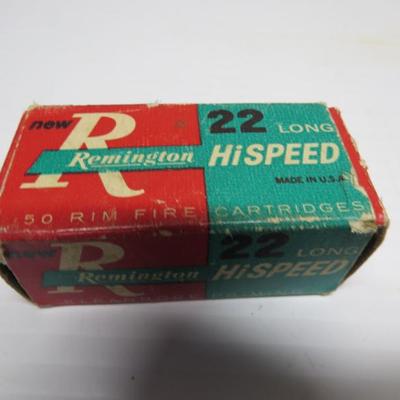 new R Remington
22 LONG
HiSPEED
MADE IN U.S.A.
50 RIM FIRE CARTRIDGES
new R Remington
22 LONG
HiSPEED